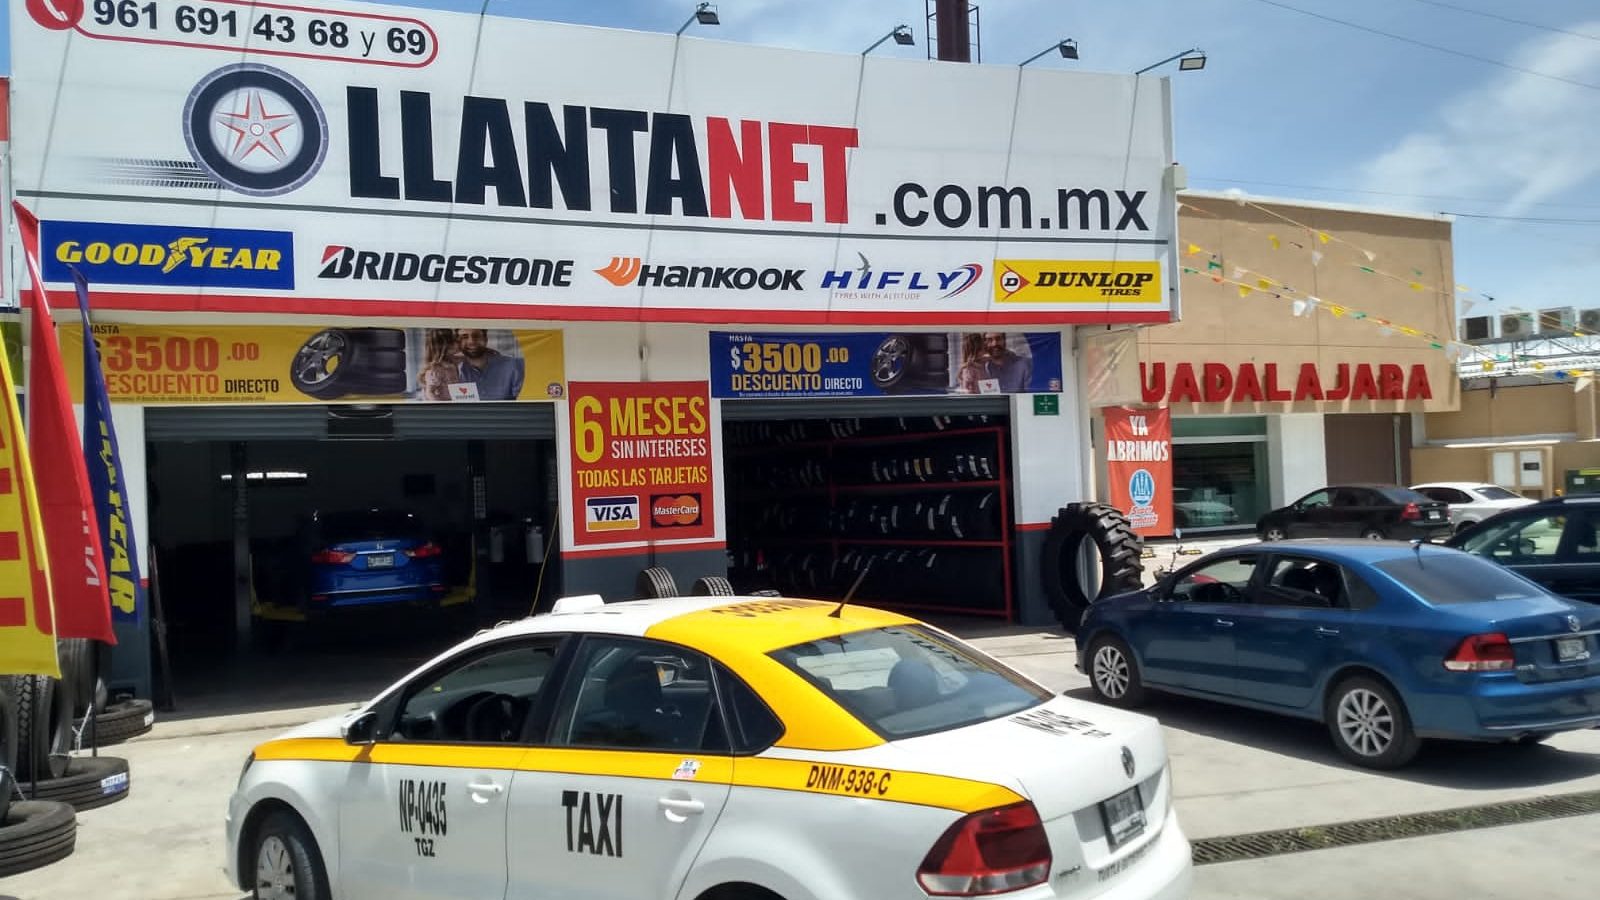 961 691 43 68 y 69
LLANTANET.com.mx
GOODYEAR
BRIDGESTONE
HANKOOK
HIFLY
TYRES WITH ALTITUDE
DUNLOP
TIRES
HASTA
$3500.00
DESCUENTO DIRECTO
HASTA
$3500.00
DESCUENTO DIRECTO
6 MESES
SIN INTERESES
TODAS LAS TARJETAS
VISA
MasterCard
UADALAJARA
YA
ABRIMOS
NP-0435
TGZ
TAXI
DNM-938-C